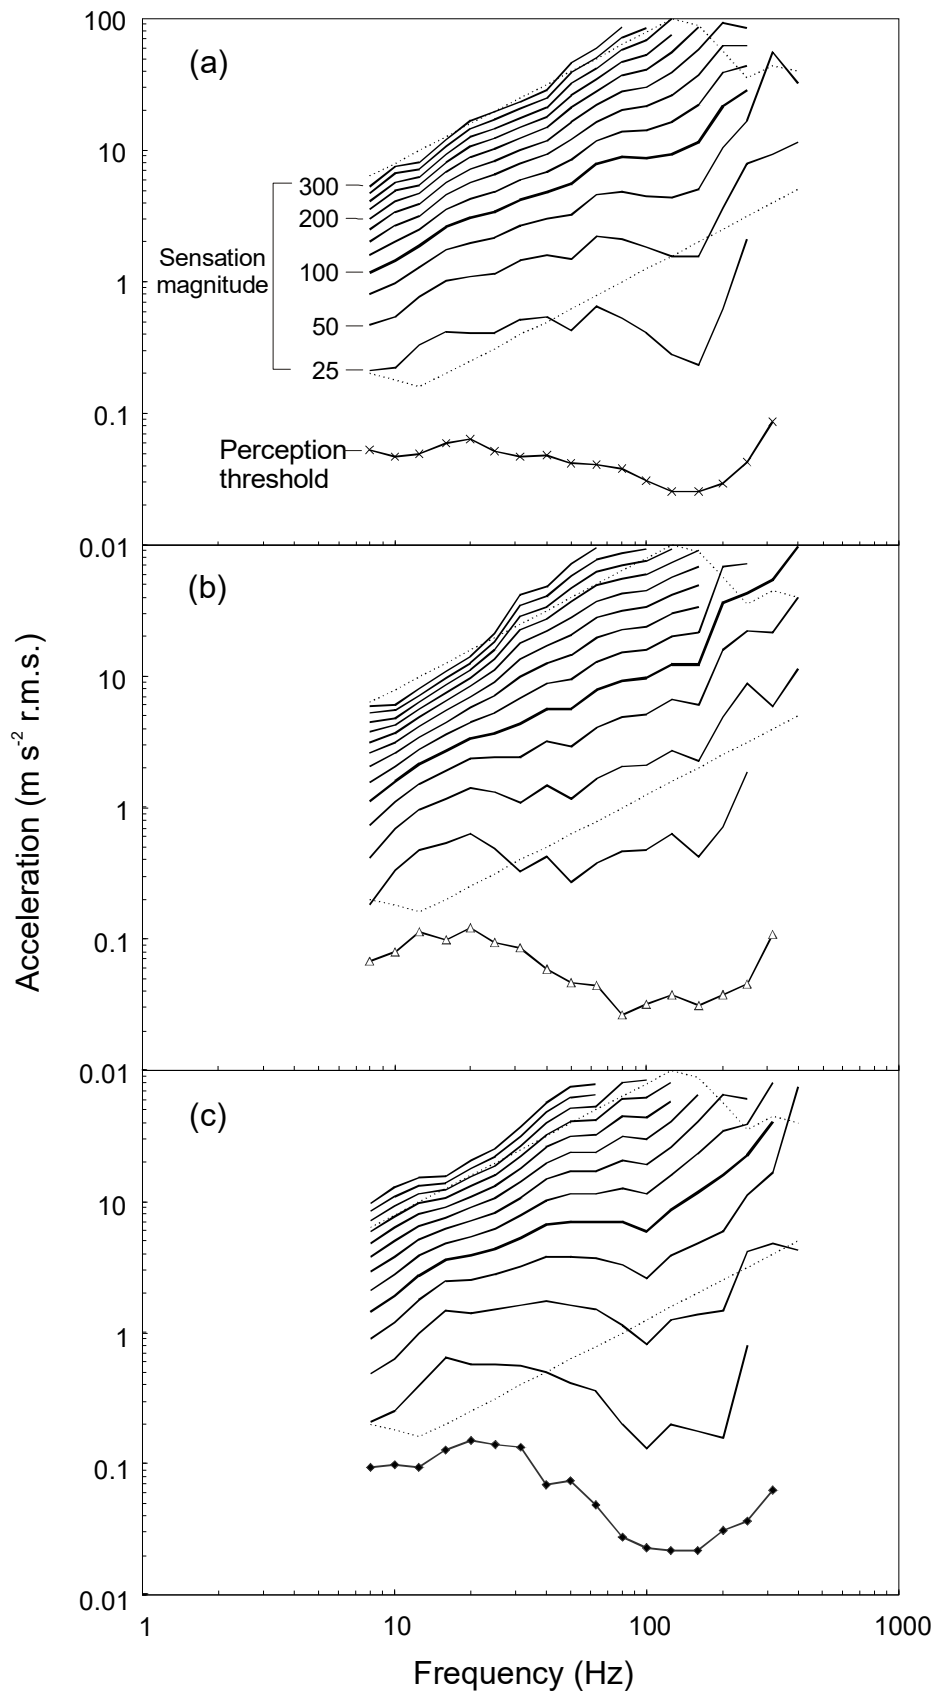 100
(a)
10
300
200
Sensation
magnitude
100
1
50
25
0.1
Perception
threshold
0.01
(b)
10
1
0.1
0.01
(c)
10
1
0.1
0.01
1
10
100
1000
Frequency (Hz)
Acceleration (m s-2 r.m.s.)